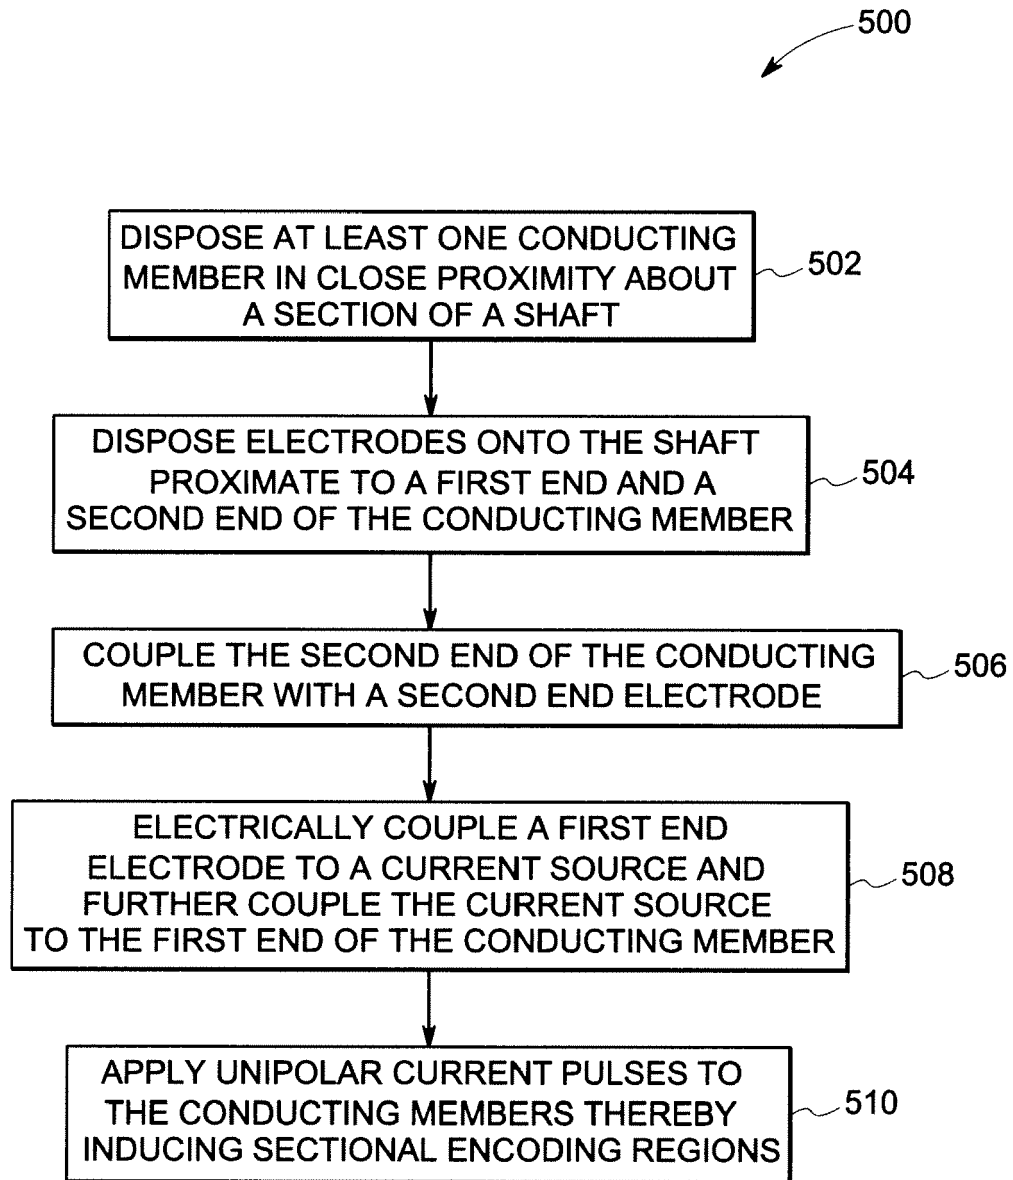 500
DISPOSE AT LEAST ONE CONDUCTING
MEMBER IN CLOSE PROXIMITY ABOUT
A SECTION OF A SHAFT
502
DISPOSE ELECTRODES ONTO THE SHAFT
PROXIMATE TO A FIRST END AND A
SECOND END OF THE CONDUCTING MEMBER
504
COUPLE THE SECOND END OF THE CONDUCTING
MEMBER WITH A SECOND END ELECTRODE
506
ELECTRICALLY COUPLE A FIRST END
ELECTRODE TO A CURRENT SOURCE AND
FURTHER COUPLE THE CURRENT SOURCE
TO THE FIRST END OF THE CONDUCTING MEMBER
508
APPLY UNIPOLAR CURRENT PULSES TO
THE CONDUCTING MEMBERS THEREBY
INDUCING SECTIONAL ENCODING REGIONS
510